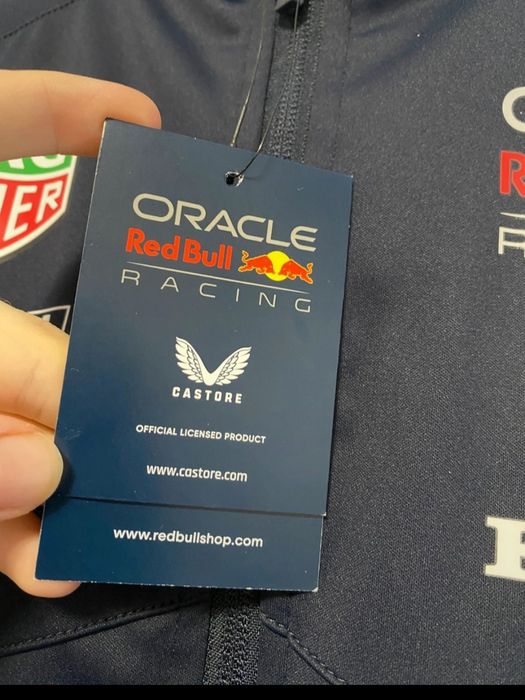 ORACLE
Red Bull
RACING
CASTORE
OFFICIAL LICENSED PRODUCT
www.castore.com
www.redbullshop.com